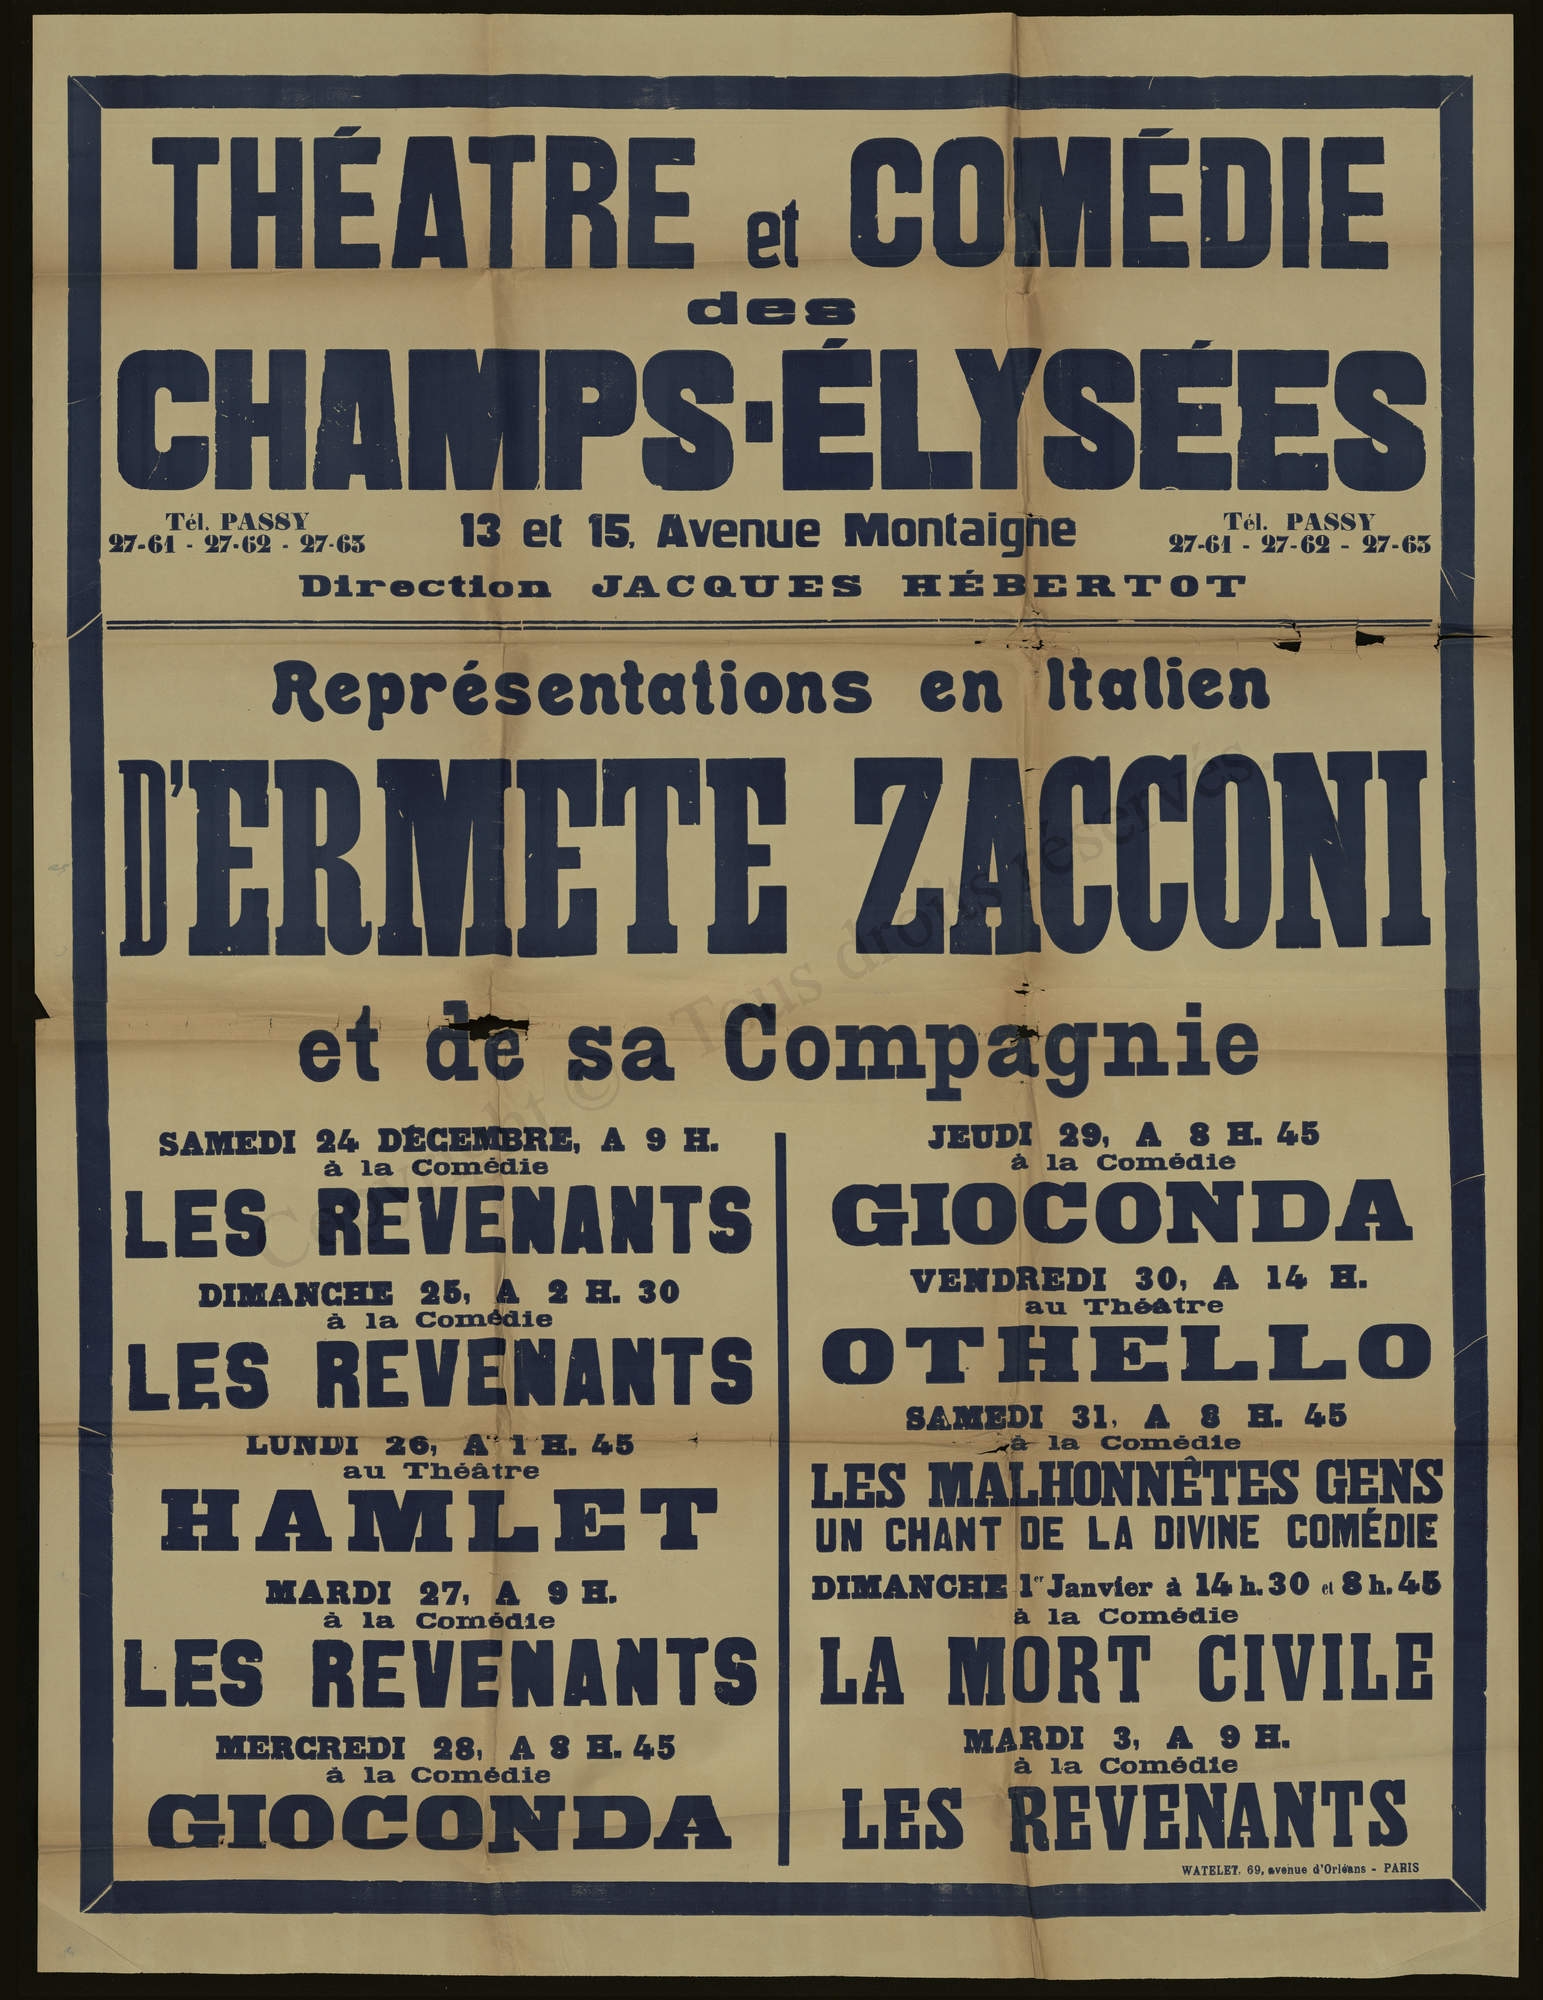 THÉATRE et COMÉDIE
des
CHAMPS-ÉLYSÉES
Tél. PASSY
27-61 - 27-62 - 27-63
13 et 15, Avenue Montaigne
Tél. PASSY
27-61 - 27-62 - 27-63
Direction JACQUES HÉBERTOT
Représentations en Italien
D'ERMETE ZACCONI
et de sa Compagnie
SAMEDI 24 DÉCEMBRE, A 9 H.
à la Comédie
LES REVENANTS
DIMANCHE 25, A 2 H. 30
à la Comédie
LES REVENANTS
LUNDI 26, A 1 H. 45
au Théâtre
HAMLET
MARDI 27, A 9 H.
à la Comédie
LES REVENANTS
MERCREDI 28, A 8 H. 45
à la Comédie
GIOCONDA
JEUDI 29, A 8 H. 45
à la Comédie
GIOCONDA
VENDREDI 30, A 14 H.
au Théâtre
OTHELLO
SAMEDI 31, A 8 H. 45
à la Comédie
LES MALHONNÊTES GENS
UN CHANT DE LA DIVINE COMÉDIE
DIMANCHE 1er Janvier à 14 h. 30 et 8 h. 45
à la Comédie
LA MORT CIVILE
MARDI 3, A 9 H.
à la Comédie
LES REVENANTS
WATELET, 69, avenue d'Orléans - PARIS
Copyright © Tous droits réservés.